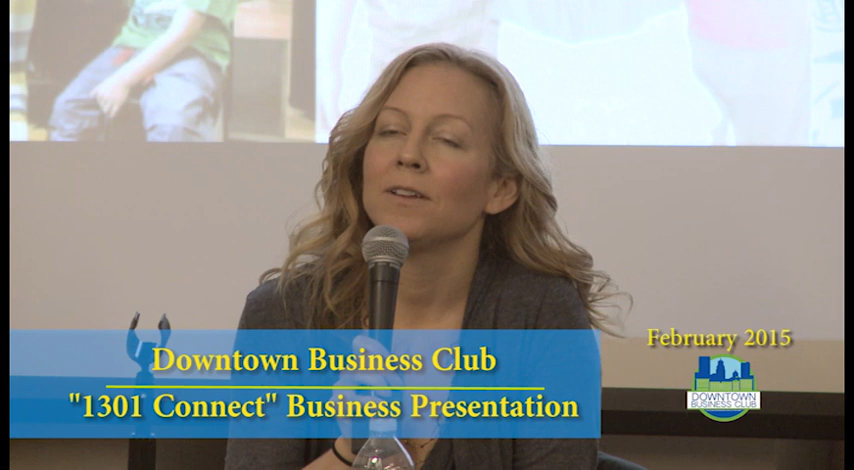 February 2015
Downtown Business Club
"1301 Connect" Business Presentation
DOWNTOWN
BUSINESS CLUB